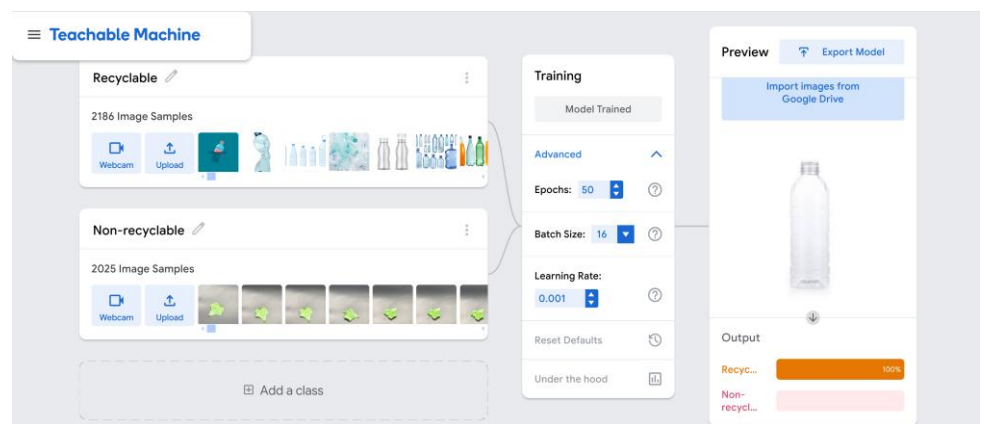 Teachable Machine
Recyclable
2186 Image Samples
Webcam
Upload
Non-recyclable
2025 Image Samples
Webcam
Upload
Add a class
Training
Model Trained
Advanced
Epochs: 50
Batch Size: 16
Learning Rate:
0.001
Reset Defaults
Under the hood
Preview
Export Model
Import images from
Google Drive
Output
Recyc...
100%
Non-
recycl...